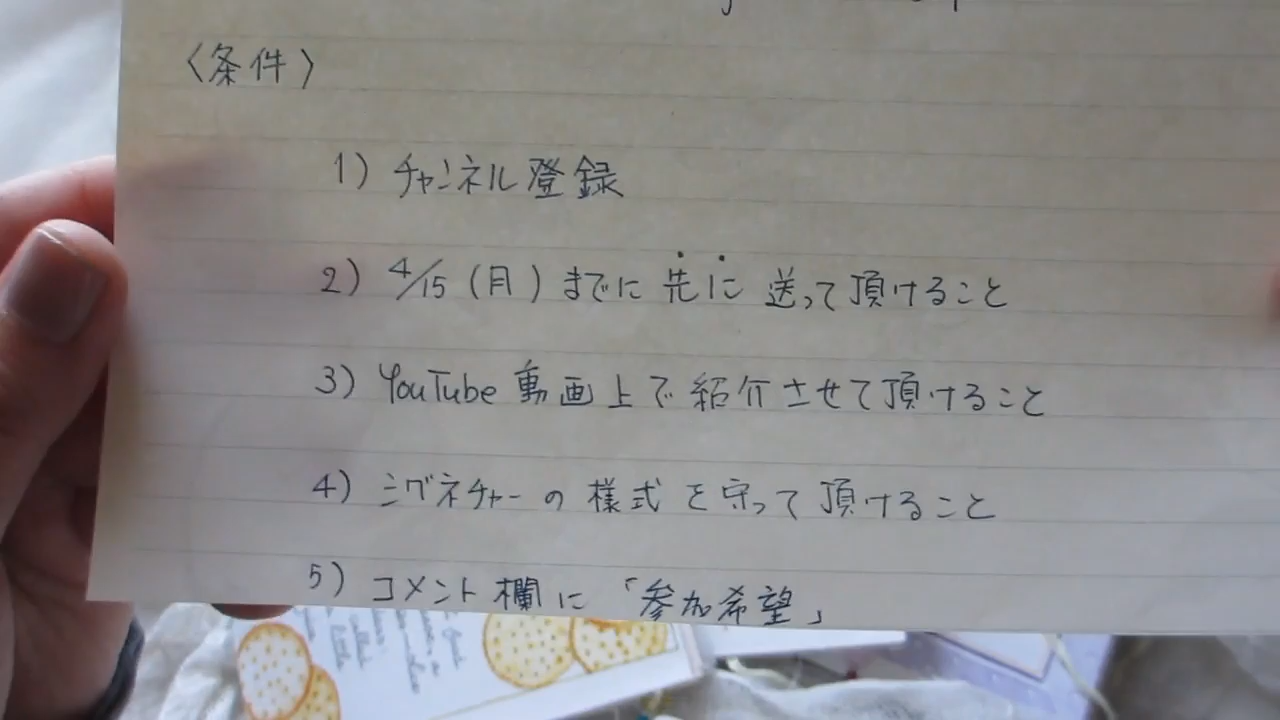 〈条件〉
1) チャンネル登録
2) 4/15 (月) までに 先に 送って頂けること
3) YouTube 動画上で紹介させて頂けること
4) シグネチャーの様式を守って頂けること
5) コメント欄に「参加希望」